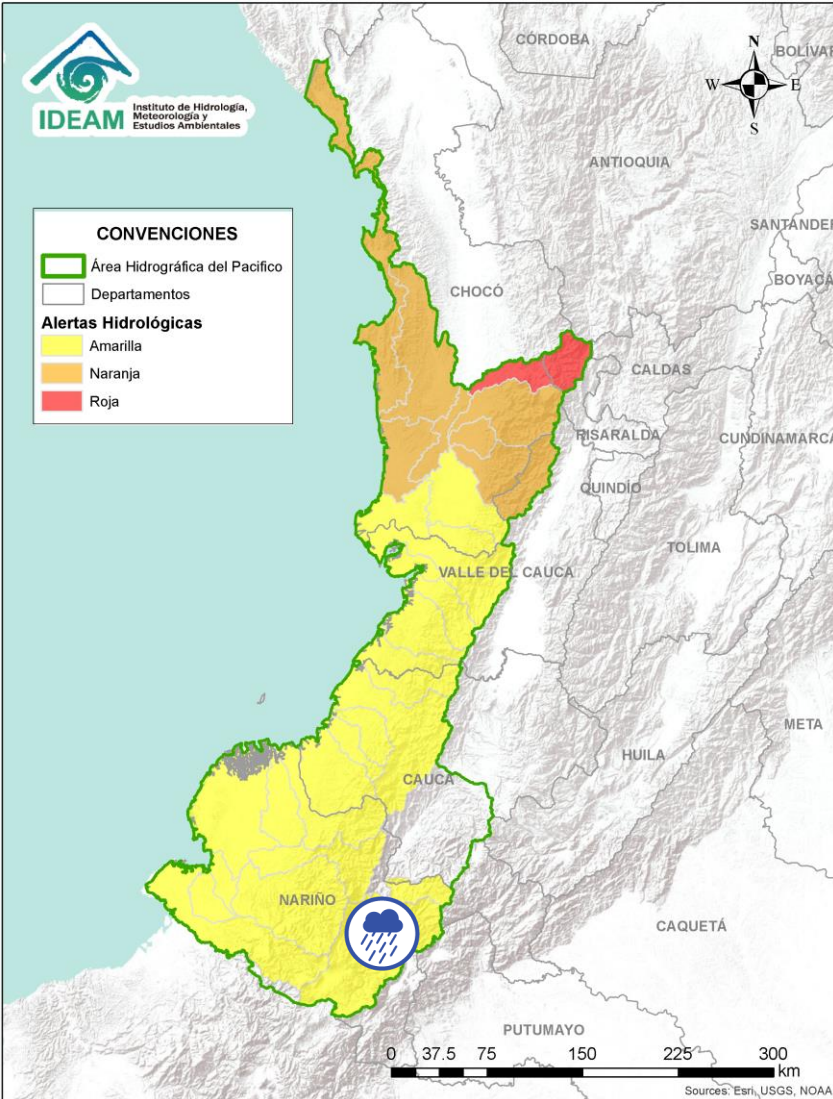 IDEAM
Instituto de Hidrología,
Meteorología y
Estudios Ambientales
N
W
E
S
CONVENCIONES
Área Hidrográfica del Pacifico
Departamentos
Alertas Hidrológicas
Amarilla
Naranja
Roja
CÓRDOBA
BOLÍVAR
ANTIOQUIA
SANTANDER
BOYACÁ
CHOCÓ
CALDAS
RISARALDA
CUNDINAMARCA
QUINDÍO
TOLIMA
VALLE DEL CAUCA
META
HUILA
CAUCA
NARIÑO
CAQUETÁ
PUTUMAYO
0 37.5 75 150 225 300
km
Sources: Esri, USGS, NOAA